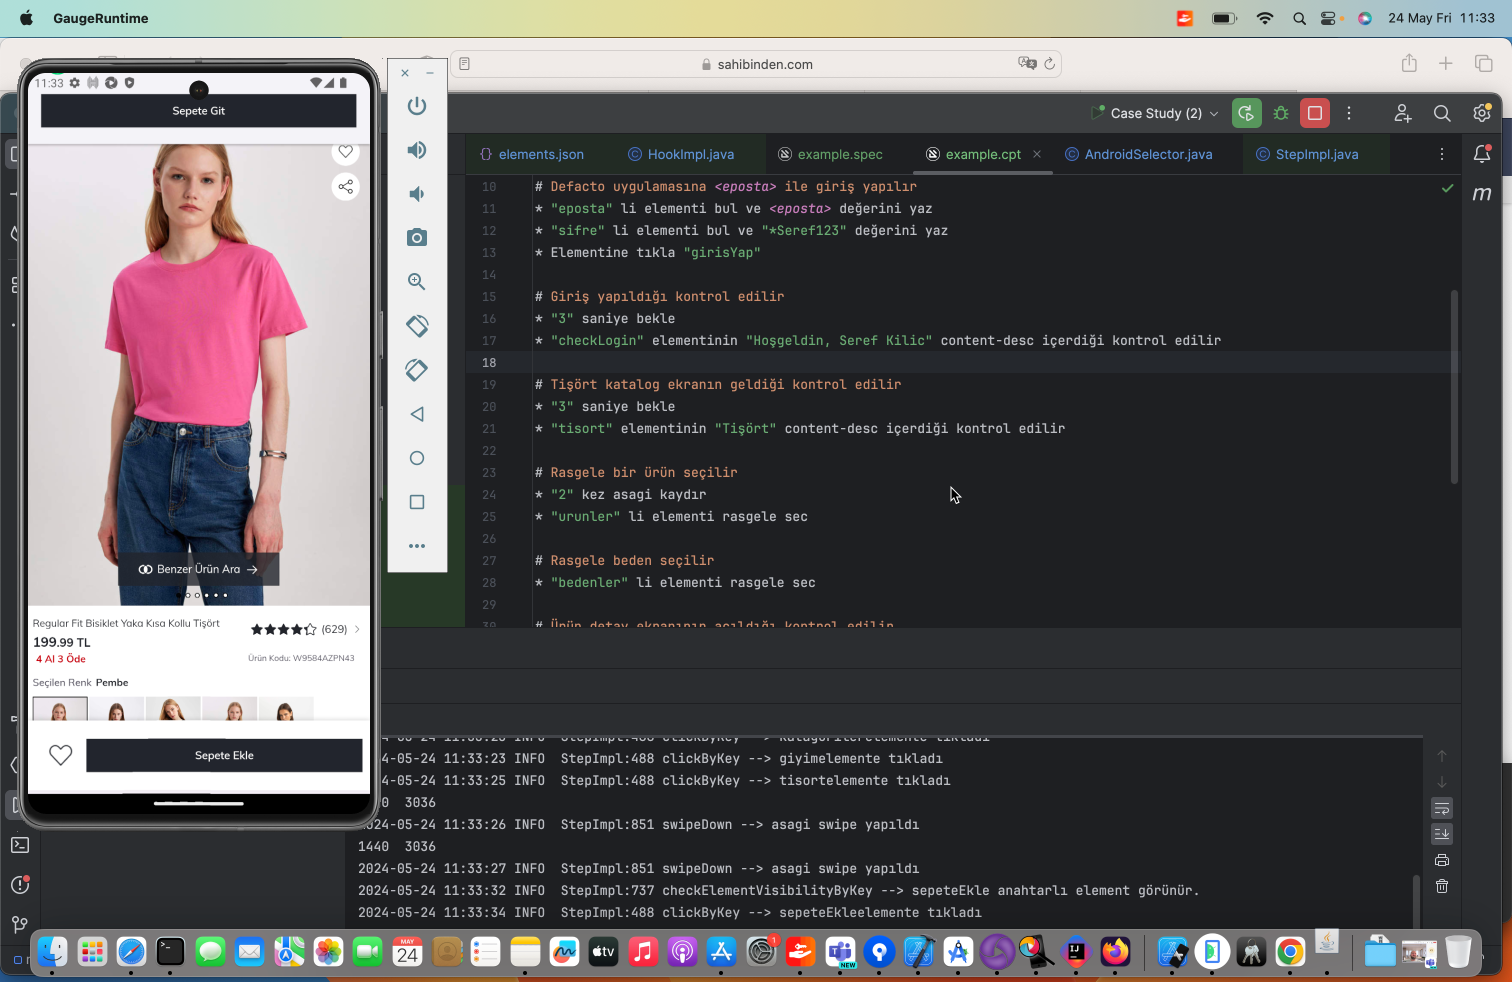 GaugeRuntime
24 May Fri 11:33
sahibinden.com
Case Study (2)
elements.json
HookImpl.java
example.spec
example.cpt
AndroidSelector.java
StepImpl.java
10 # Defacto uygulamasına <eposta> ile giriş yapılır
11 * "eposta" li elementi bul ve <eposta> değerini yaz
12 * "sifre" li elementi bul ve "*Seref123" değerini yaz
13 * Elementine tıkla "girisYap"
14
15 # Giriş yapıldığı kontrol edilir
16 * "3" saniye bekle
17 * "checkLogin" elementinin "Hoşgeldin, Seref Kilic" content-desc içerdiği kontrol edilir
18
19 # Tişört katalog ekranın geldiği kontrol edilir
20 * "3" saniye bekle
21 * "tisort" elementinin "Tişört" content-desc içerdiği kontrol edilir
22
23 # Rasgele bir ürün seçilir
24 * "2" kez asagi kaydır
25 * "urunler" li elementi rasgele sec
26
27 # Rasgele beden seçilir
28 * "bedenler" li elementi rasgele sec
29
30 # Ürün detay ekranının açıldığı kontrol edilir
11:33
Sepete Git
Benzer Ürün Ara
Regular Fit Bisiklet Yaka Kısa Kollu Tişört
(629)
199.99 TL
4 Al 3 Öde
Ürün Kodu: W9584AZPN43
Seçilen Renk Pembe
Sepete Ekle
4-05-24 11:33:23 INFO StepImpl:488 clickByKey --> giyimelemente tıkladı
4-05-24 11:33:25 INFO StepImpl:488 clickByKey --> tisortelemente tıkladı
0 3036
2024-05-24 11:33:26 INFO StepImpl:851 swipeDown --> asagi swipe yapıldı
1440 3036
2024-05-24 11:33:27 INFO StepImpl:851 swipeDown --> asagi swipe yapıldı
2024-05-24 11:33:32 INFO StepImpl:737 checkElementVisibilityByKey --> sepeteEkle anahtarlı element görünür.
2024-05-24 11:33:34 INFO StepImpl:488 clickByKey --> sepeteEkleelemente tıkladı
m
MAY
24
tv
1
NEW